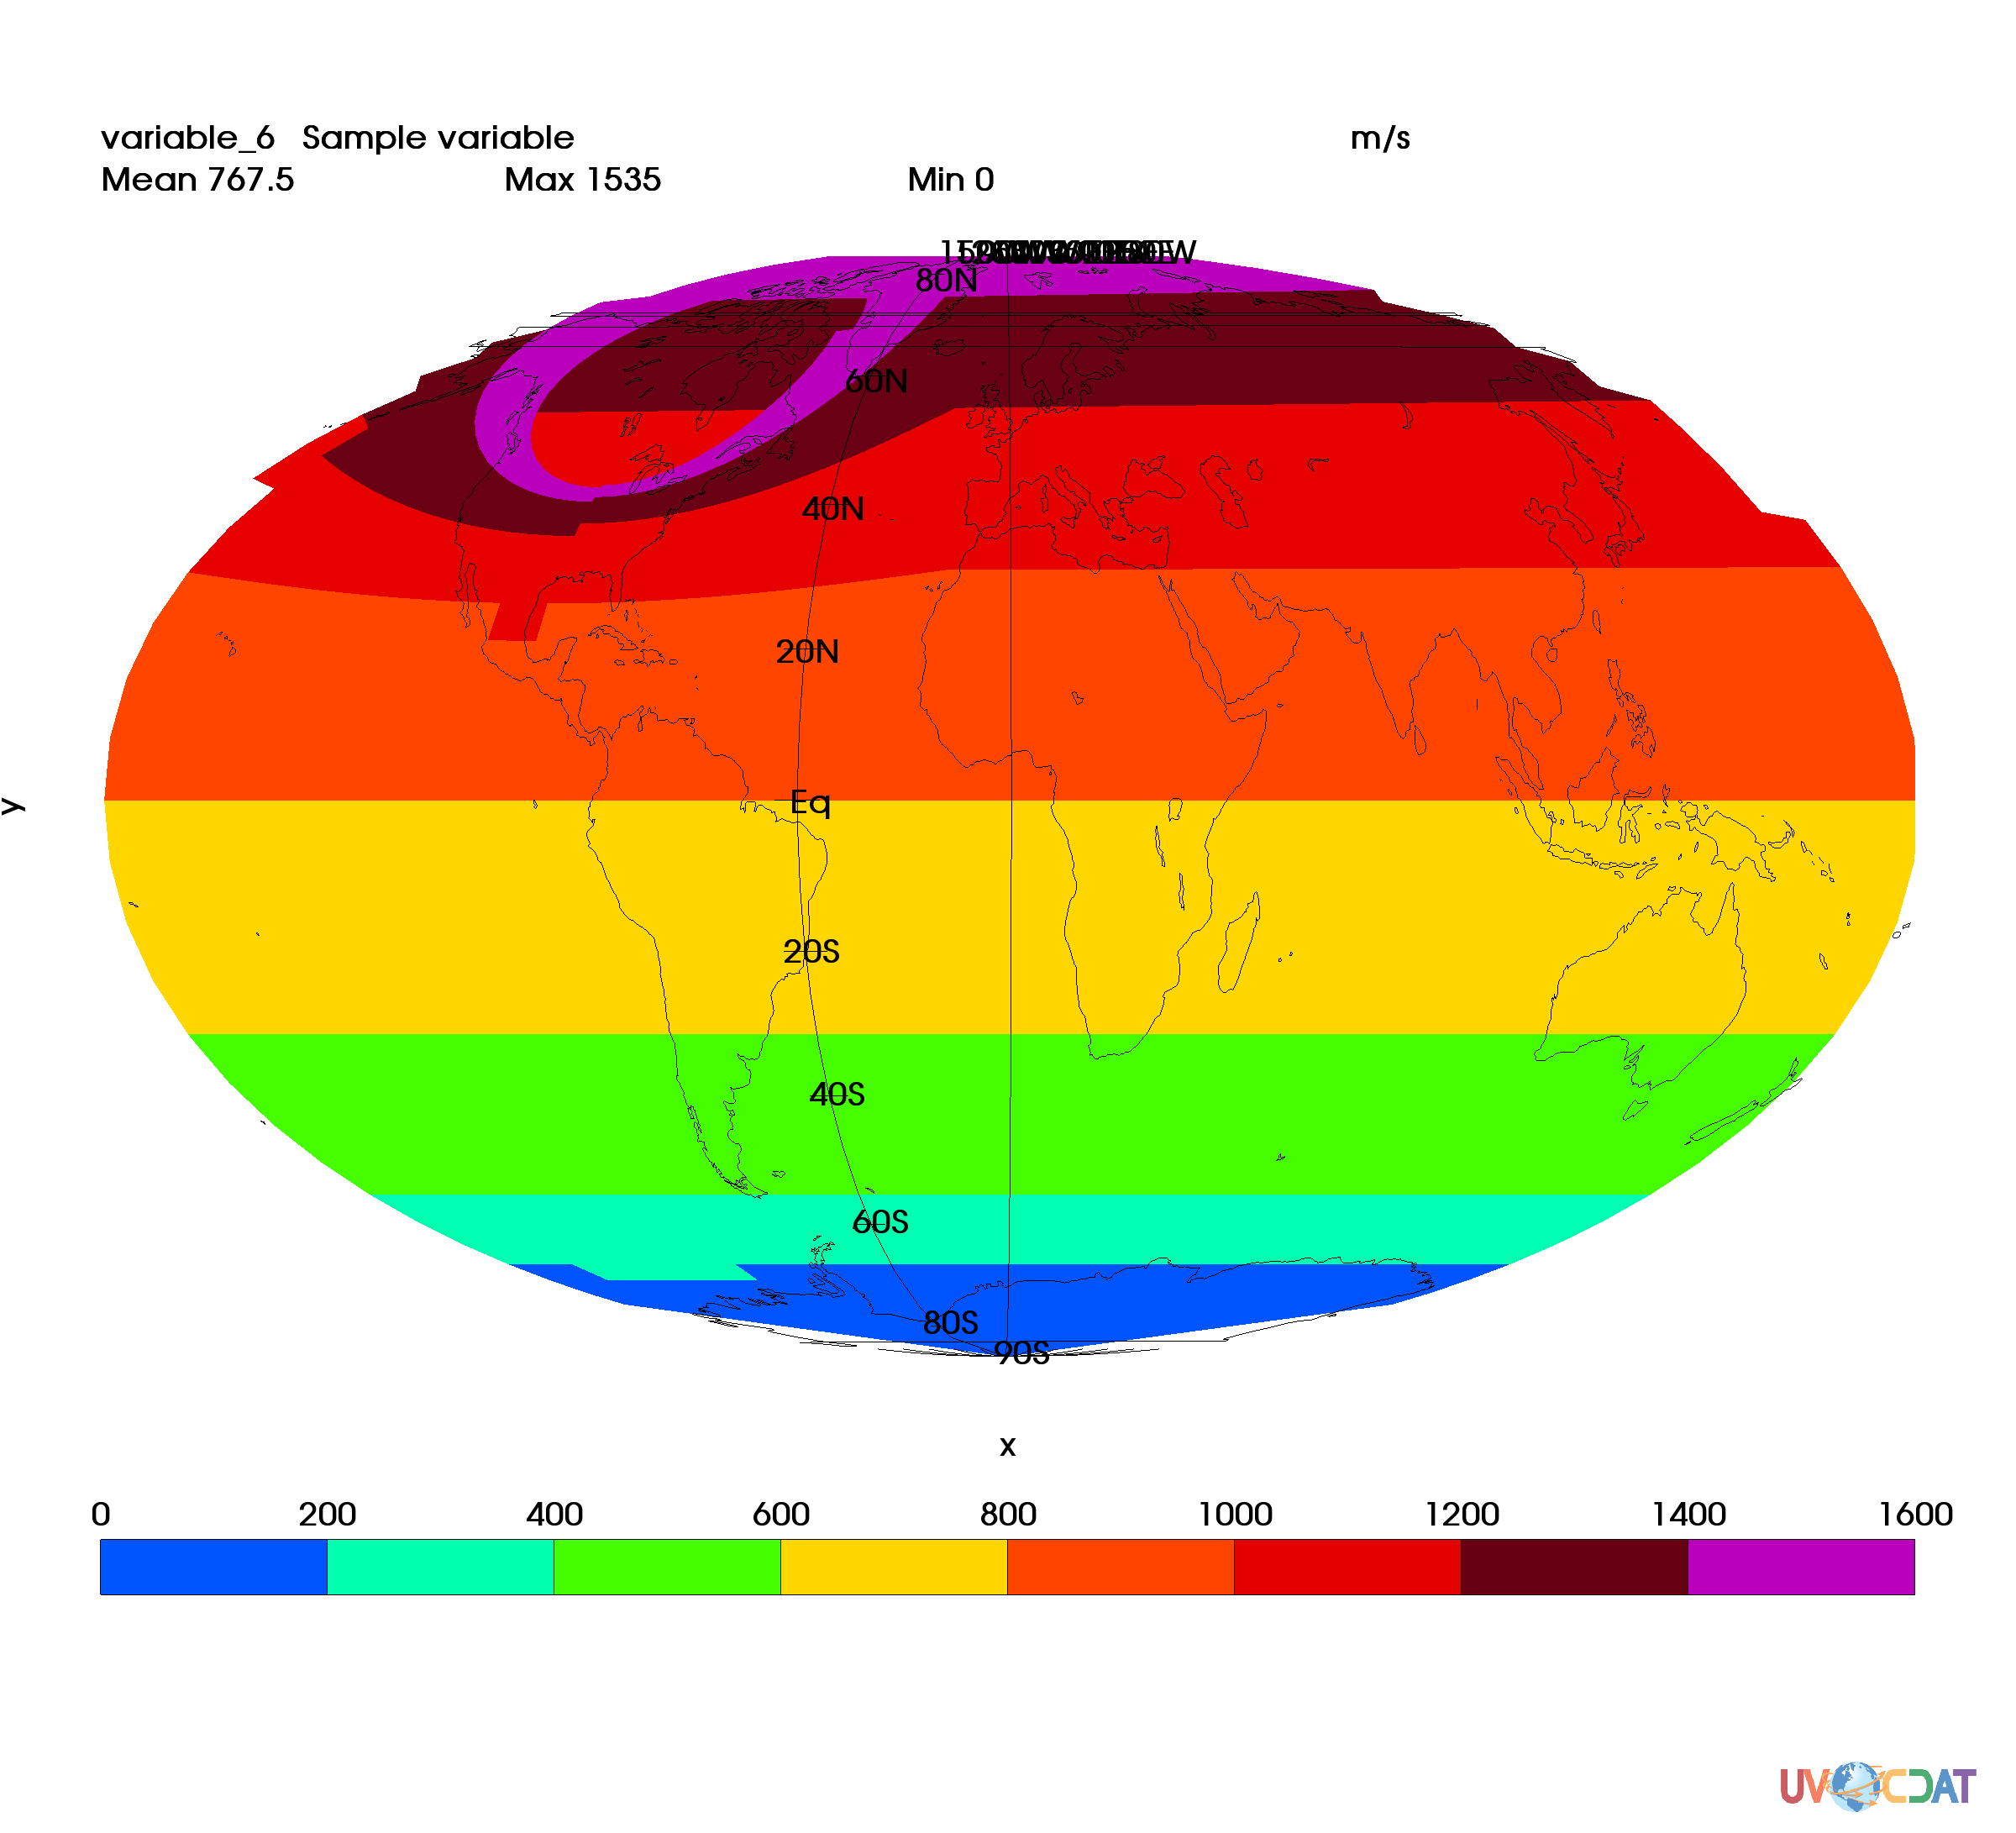 variable_6 Sample variable m/s
Mean 767.5 Max 1535 Min 0
80N
60N
40N
20N
Eq
20S
40S
60S
80S
90S
y
x
0 200 400 600 800 1000 1200 1400 1600
UV CDAT